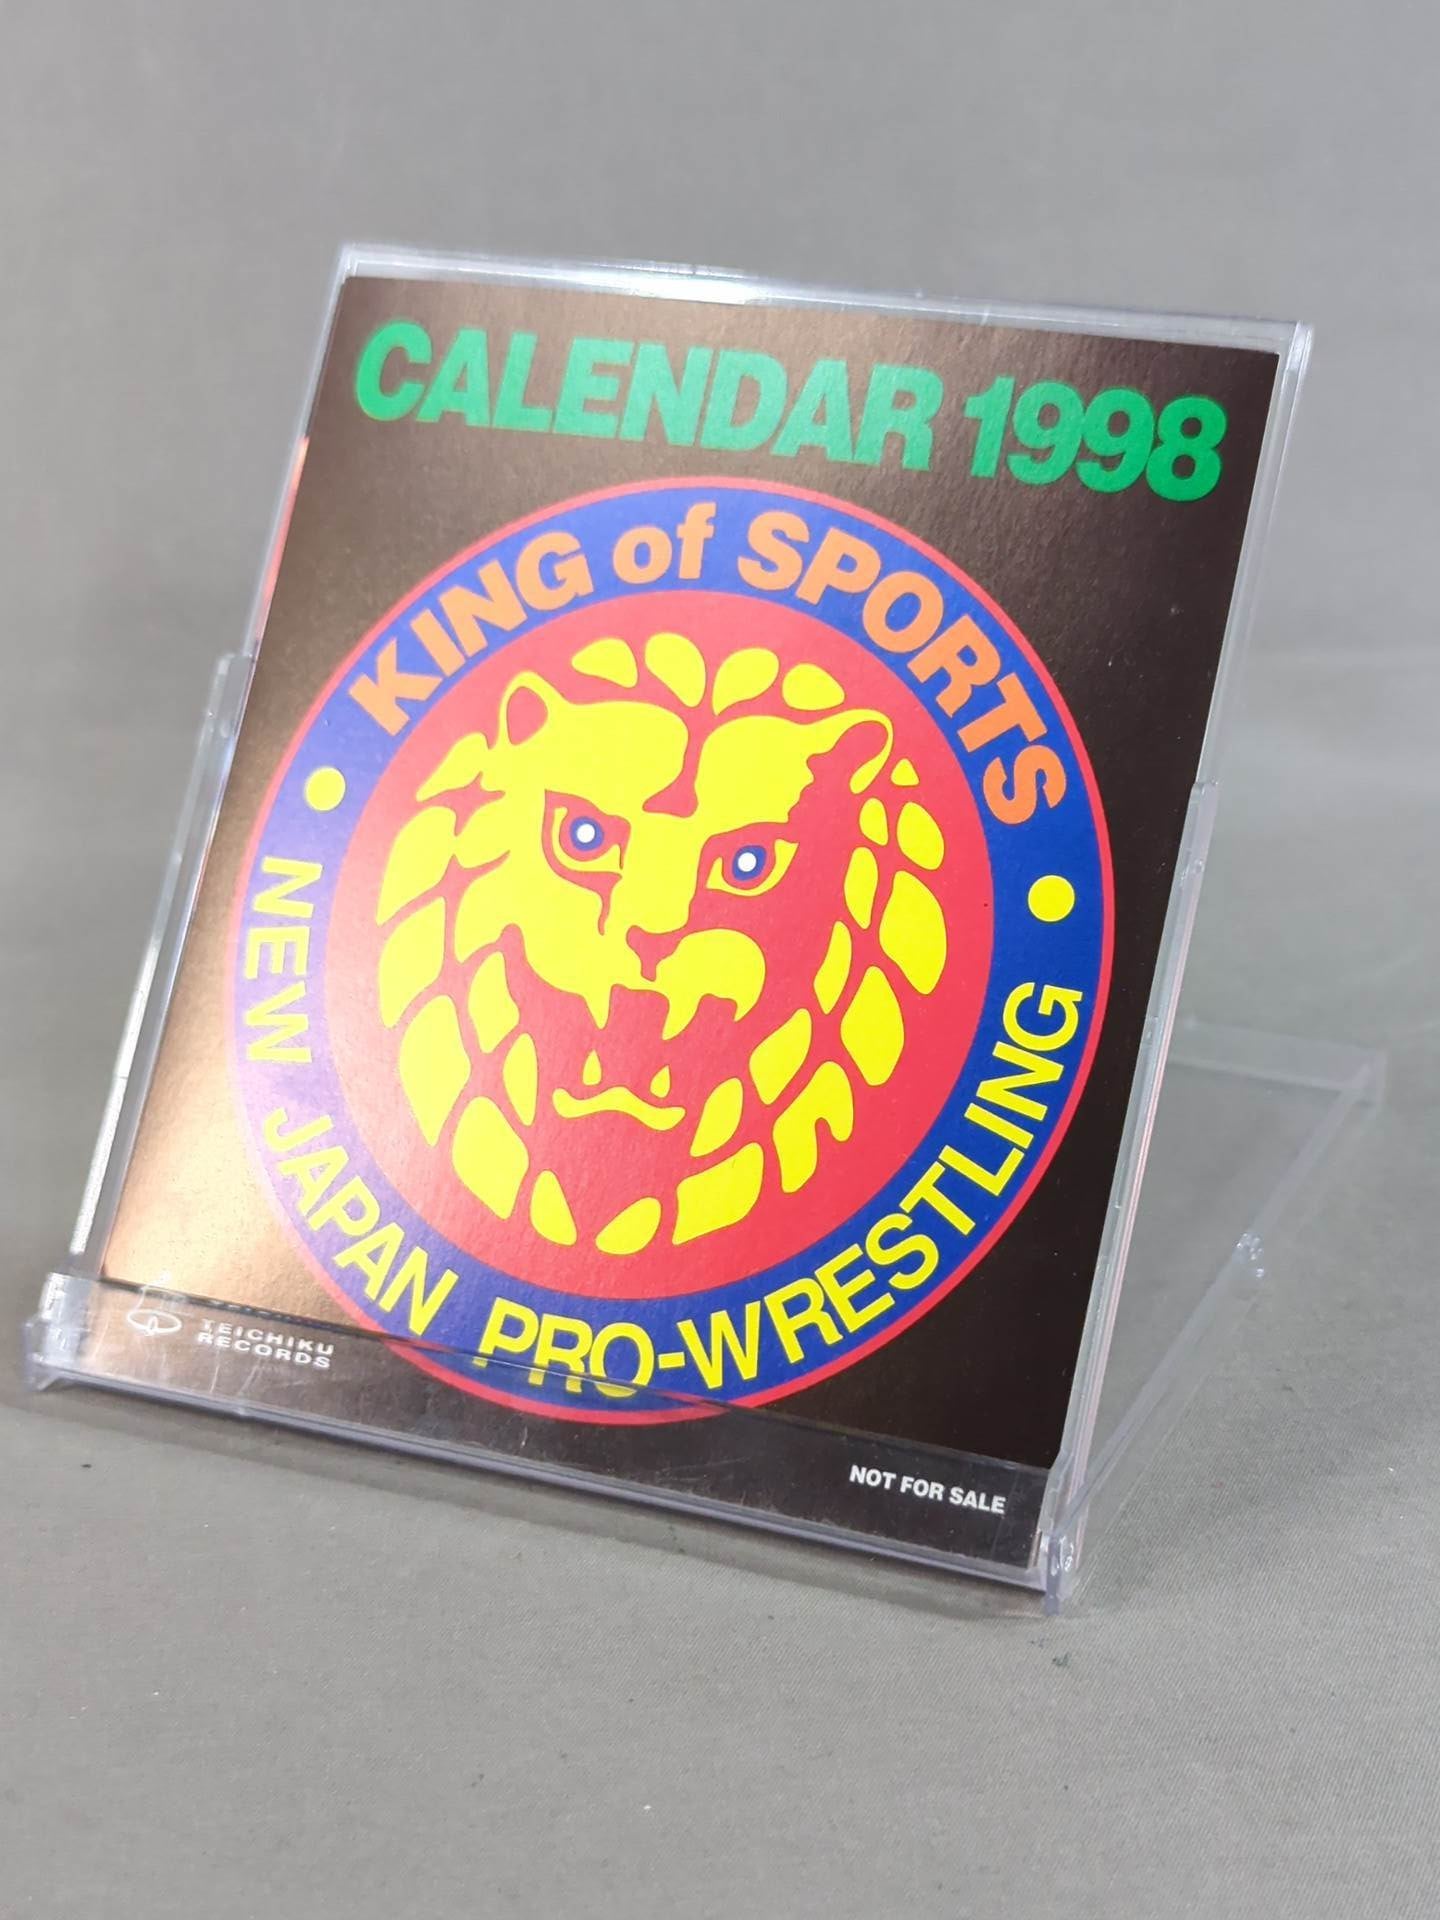 CALENDAR 1998
KING of SPORTS
NEW JAPAN PRO-WRESTLING
TEICHIKU
RECORDS
NOT FOR SALE